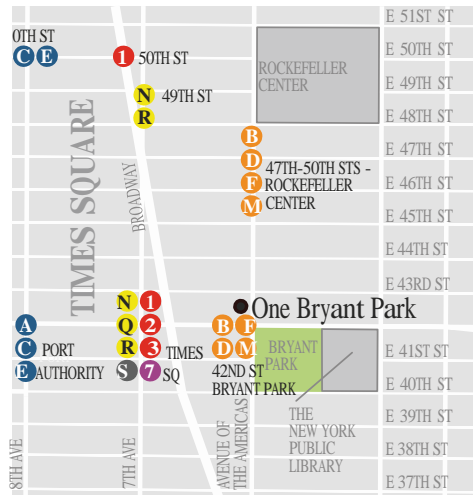 E 51ST ST
0TH ST
C E
1 50TH ST
E 50TH ST
ROCKEFELLER
CENTER
N 49TH ST
R
E 49TH ST
E 48TH ST
TIMES SQUARE
BROADWAY
B
D
F
M
47TH-50TH STS -
ROCKEFELLER
CENTER
E 47TH ST
E 46TH ST
E 45TH ST
E 44TH ST
E 43RD ST
One Bryant Park
A
C PORT
E AUTHORITY
N 1
Q 2
R 3 TIMES
S 7 SQ
B F
D M
42ND ST
BRYANT PARK
BRYANT
PARK
E 41ST ST
E 40TH ST
THE
NEW YORK
PUBLIC
LIBRARY
E 39TH ST
E 38TH ST
E 37TH ST
8TH AVE
7TH AVE
AVENUE OF
THE AMERICAS